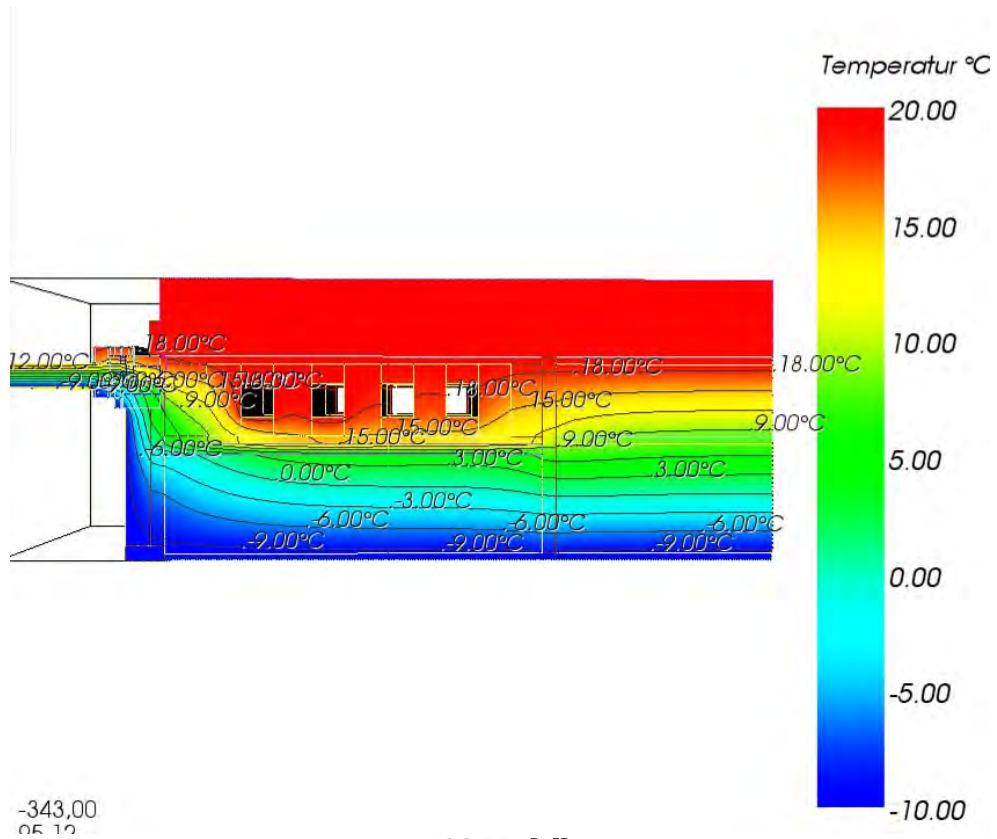 Temperatur °C
20.00
15.00
10.00
5.00
0.00
-5.00
-10.00
.18.00°C
12.00°C
.18.00°C
.18.00°C
.18.00°C
.9.00°C
.15.00°C
.15.00°C
.15.00°C
9.00°C
.9.00°C
.-6.00°C
.3.00°C
.3.00°C
.0.00°C
.-3.00°C
.-6.00°C
.-6.00°C
.-6.00°C
.-9.00°C
.-9.00°C
.-9.00°C
-343,00